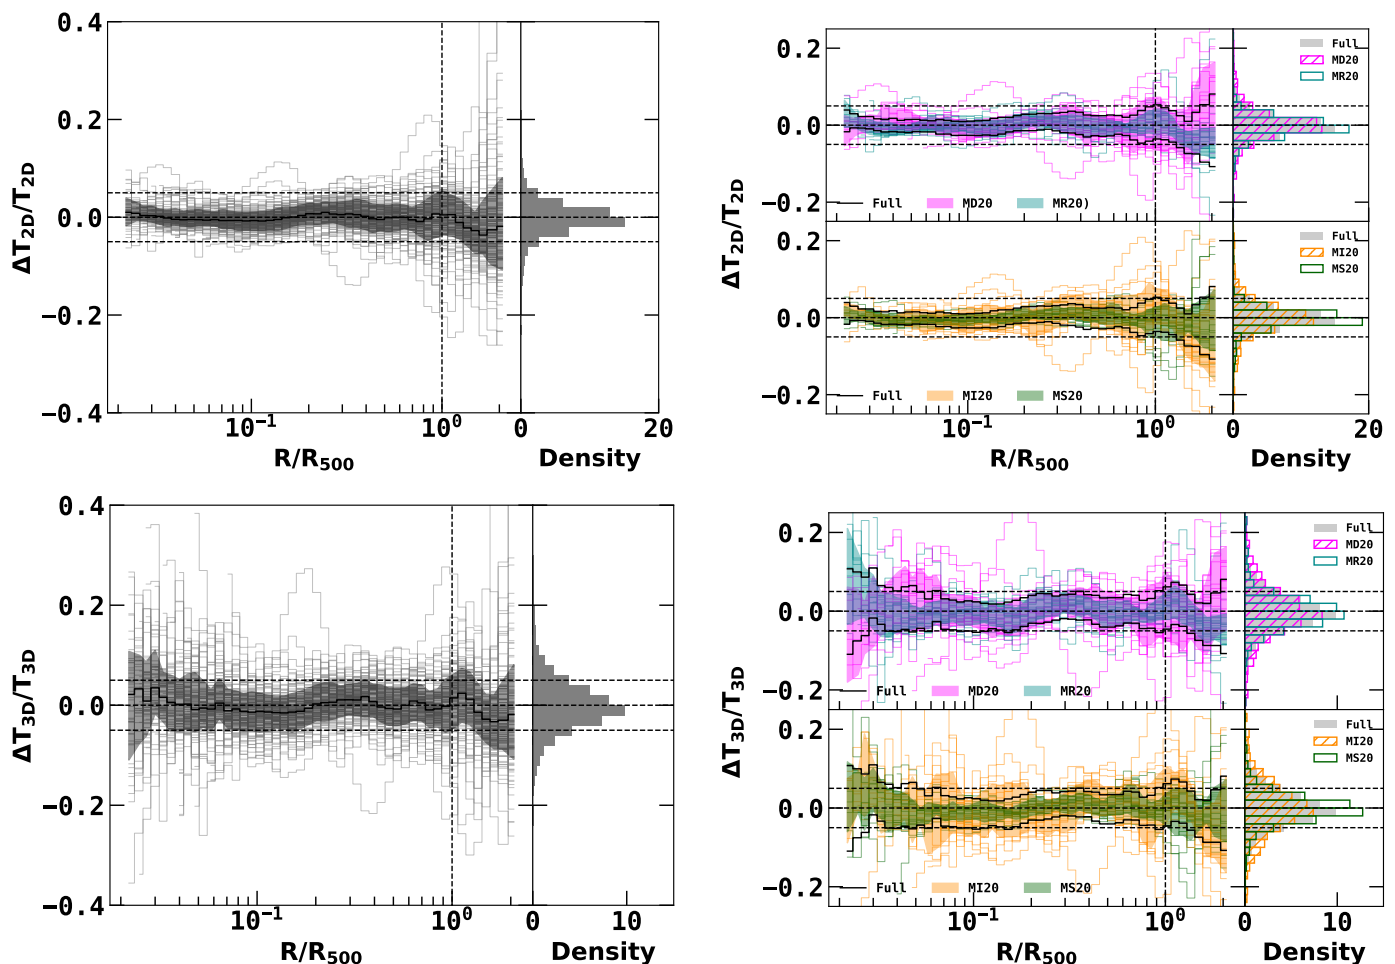 0.4
0.2
0.0
−0.2
−0.4
ΔT2D/T2D
10⁻¹
10⁰
0
20
R/R500
Density
0.2
0.0
−0.2
Full
MD20
MR20
Full
MD20
MR20)
ΔT2D/T2D
0.2
0.0
−0.2
Full
MI20
MS20
Full
MI20
MS20
10⁻¹
10⁰
0
20
R/R500
Density
0.4
0.2
0.0
−0.2
−0.4
ΔT3D/T3D
10⁻¹
10⁰
0
10
R/R500
Density
0.2
0.0
−0.2
Full
MD20
MR20
Full
MD20
MR20
ΔT3D/T3D
0.2
0.0
−0.2
Full
MI20
MS20
Full
MI20
MS20
10⁻¹
10⁰
0
10
R/R500
Density